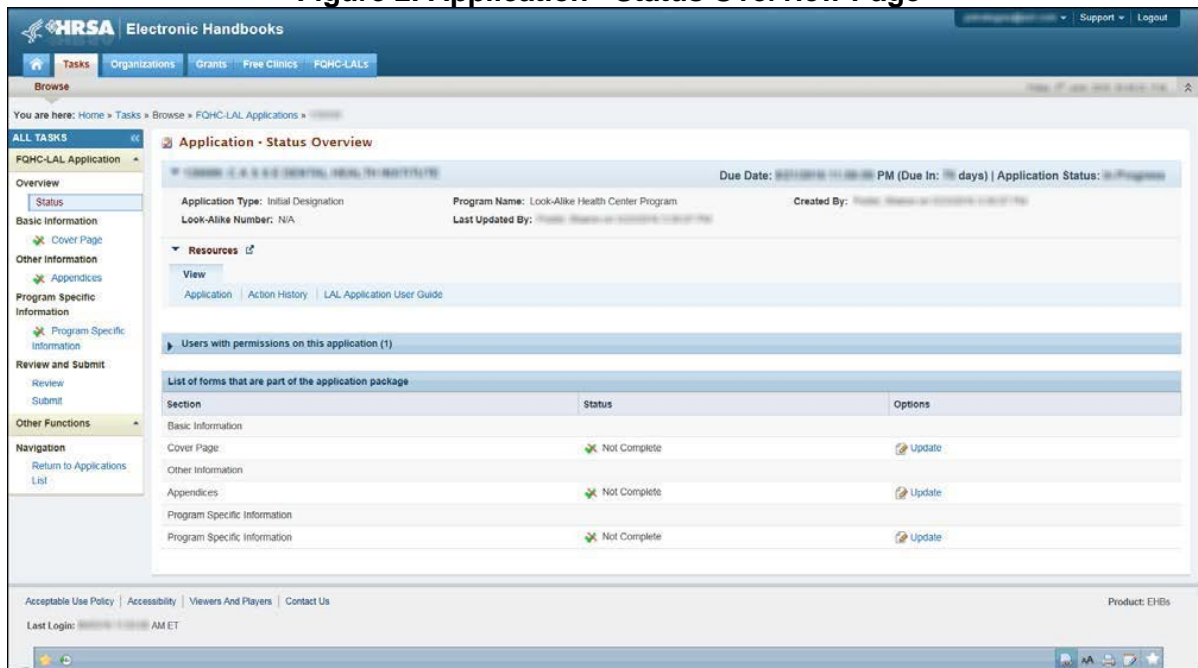 Figure 2: Application - Status Overview Page
HRSA Electronic Handbooks
Support Logout
Tasks Organizations Grants Free Clinics FQHC-LALs
Browse
You are here: Home » Tasks » Browse » FQHC-LAL Applications »
ALL TASKS «
FQHC-LAL Application
Overview
Status
Basic Information
Cover Page
Other Information
Appendices
Program Specific
Information
Program Specific
Information
Review and Submit
Review
Submit
Other Functions
Navigation
Return to Applications
List
Application - Status Overview
Due Date: PM (Due In: days) | Application Status:
Application Type: Initial Designation Program Name: Look-Alike Health Center Program Created By:
Look-Alike Number: N/A Last Updated By:
Resources
View
Application | Action History | LAL Application User Guide
Users with permissions on this application (1)
List of forms that are part of the application package
Section Status Options
Basic Information
Cover Page Not Complete Update
Other Information
Appendices Not Complete Update
Program Specific Information
Program Specific Information Not Complete Update
Acceptable Use Policy | Accessibility | Viewers And Players | Contact Us Product: EHBs
Last Login: AM ET